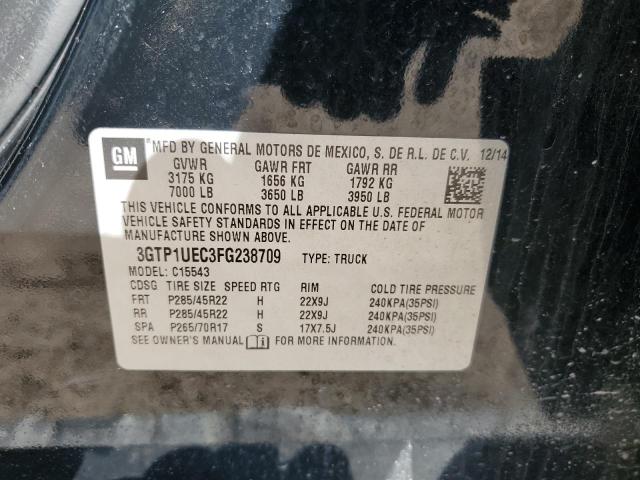 GM
MFD BY GENERAL MOTORS DE MEXICO, S. DE R.L. DE C.V. 12/14
GVWR GAWR FRT GAWR RR
3175 KG 1656 KG 1792 KG
7000 LB 3650 LB 3950 LB
THIS VEHICLE CONFORMS TO ALL APPLICABLE U.S. FEDERAL MOTOR
VEHICLE SAFETY STANDARDS IN EFFECT ON THE DATE OF
MANUFACTURE SHOWN ABOVE.
3GTP1UEC3FG238709 TYPE: TRUCK
MODEL: C15543
CDSG TIRE SIZE SPEED RTG RIM COLD TIRE PRESSURE
FRT P285/45R22 H 22X9J 240KPA(35PSI)
RR P285/45R22 H 22X9J 240KPA(35PSI)
SPA P265/70R17 S 17X7.5J 240KPA(35PSI)
SEE OWNER'S MANUAL FOR MORE INFORMATION.